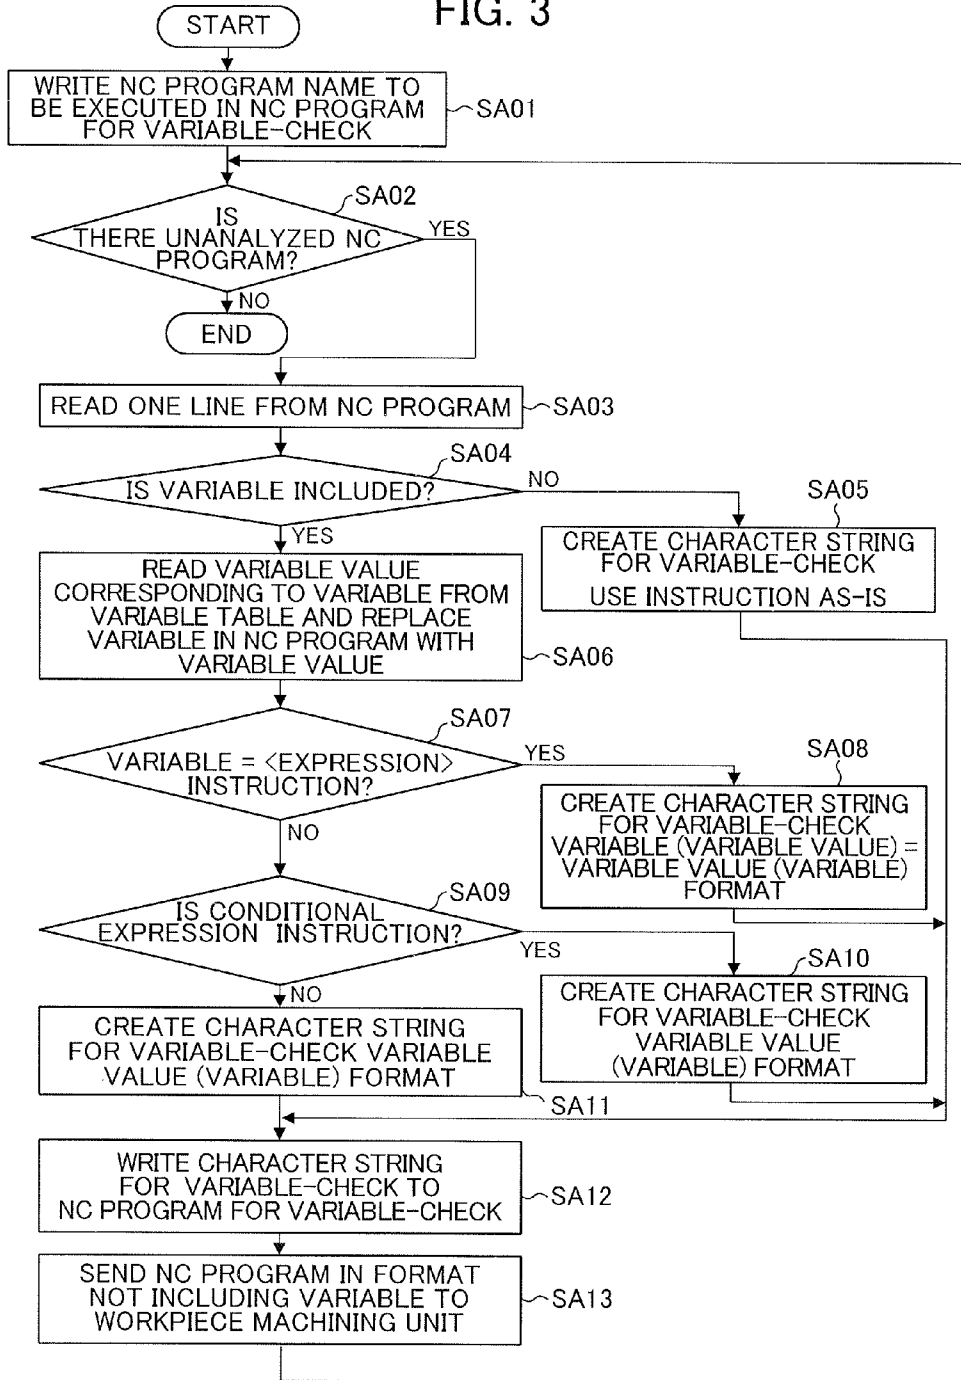 FIG. 3
START
WRITE NC PROGRAM NAME TO
BE EXECUTED IN NC PROGRAM
FOR VARIABLE-CHECK
SA01
SA02
IS
THERE UNANALYZED NC
PROGRAM?
YES
NO
END
READ ONE LINE FROM NC PROGRAM
SA03
SA04
IS VARIABLE INCLUDED?
NO
YES
SA05
CREATE CHARACTER STRING
FOR VARIABLE-CHECK
USE INSTRUCTION AS-IS
READ VARIABLE VALUE
CORRESPONDING TO VARIABLE FROM
VARIABLE TABLE AND REPLACE
VARIABLE IN NC PROGRAM WITH
VARIABLE VALUE
SA06
SA07
VARIABLE = <EXPRESSION>
INSTRUCTION?
YES
NO
SA08
CREATE CHARACTER STRING
FOR VARIABLE-CHECK
VARIABLE (VARIABLE VALUE) =
VARIABLE VALUE (VARIABLE)
FORMAT
SA09
IS CONDITIONAL
EXPRESSION INSTRUCTION?
YES
NO
SA10
CREATE CHARACTER STRING
FOR VARIABLE-CHECK
VARIABLE VALUE
(VARIABLE) FORMAT
CREATE CHARACTER STRING
FOR VARIABLE-CHECK VARIABLE
VALUE (VARIABLE) FORMAT
SA11
WRITE CHARACTER STRING
FOR VARIABLE-CHECK TO
NC PROGRAM FOR VARIABLE-CHECK
SA12
SEND NC PROGRAM IN FORMAT
NOT INCLUDING VARIABLE TO
WORKPIECE MACHINING UNIT
SA13